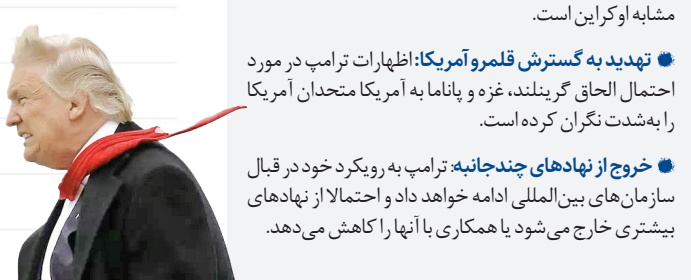 مشابه اوکراین است.
تهدید به گسترش قلمرو آمریکا: اظهارات ترامپ در مورد
احتمال الحاق گرینلند، غزه و پاناما به آمریکا متحدان آمریکا
را به‌شدت نگران کرده است.
خروج از نهادهای چندجانبه: ترامپ به رویکرد خود در قبال
سازمان‌های بین‌المللی ادامه خواهد داد و احتمالا از نهادهای
بیشتری خارج می‌شود یا همکاری با آنها را کاهش می‌دهد.